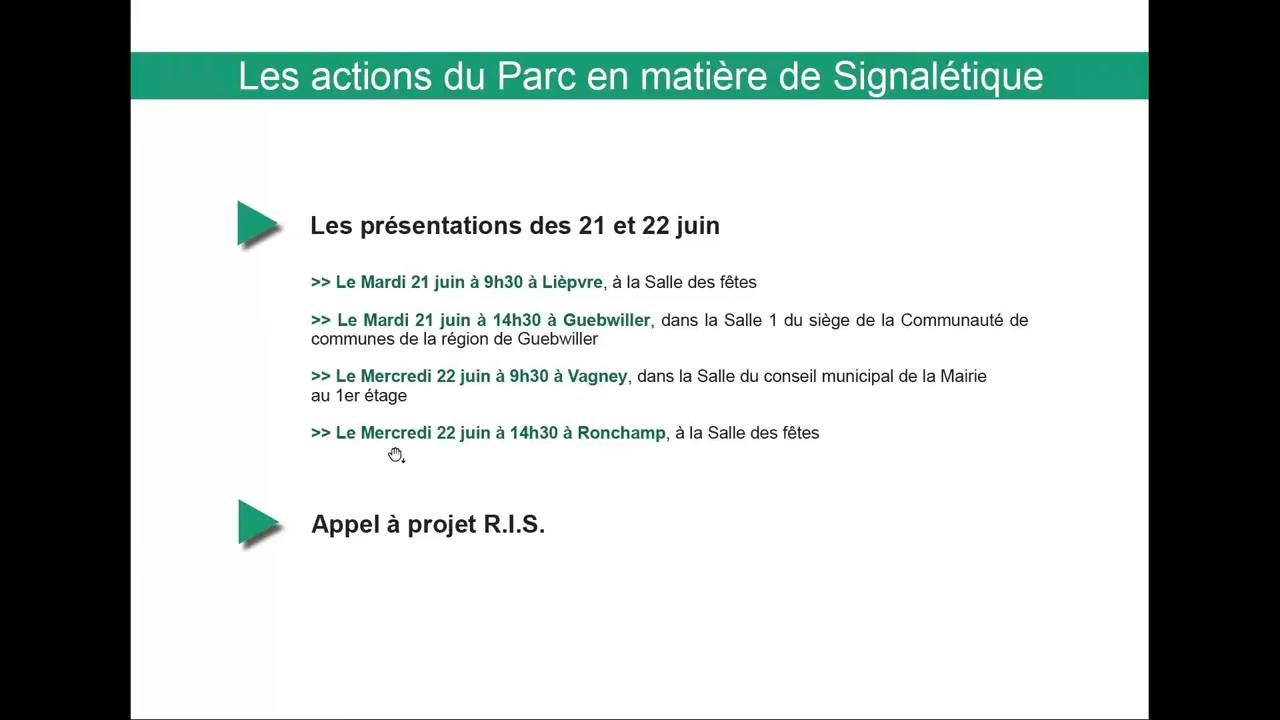 Les actions du Parc en matière de Signalétique
Les présentations des 21 et 22 juin
>> Le Mardi 21 juin à 9h30 à Lièpvre, à la Salle des fêtes
>> Le Mardi 21 juin à 14h30 à Guebwiller, dans la Salle 1 du siège de la Communauté de
communes de la région de Guebwiller
>> Le Mercredi 22 juin à 9h30 à Vagney, dans la Salle du conseil municipal de la Mairie
au 1er étage
>> Le Mercredi 22 juin à 14h30 à Ronchamp, à la Salle des fêtes
Appel à projet R.I.S.